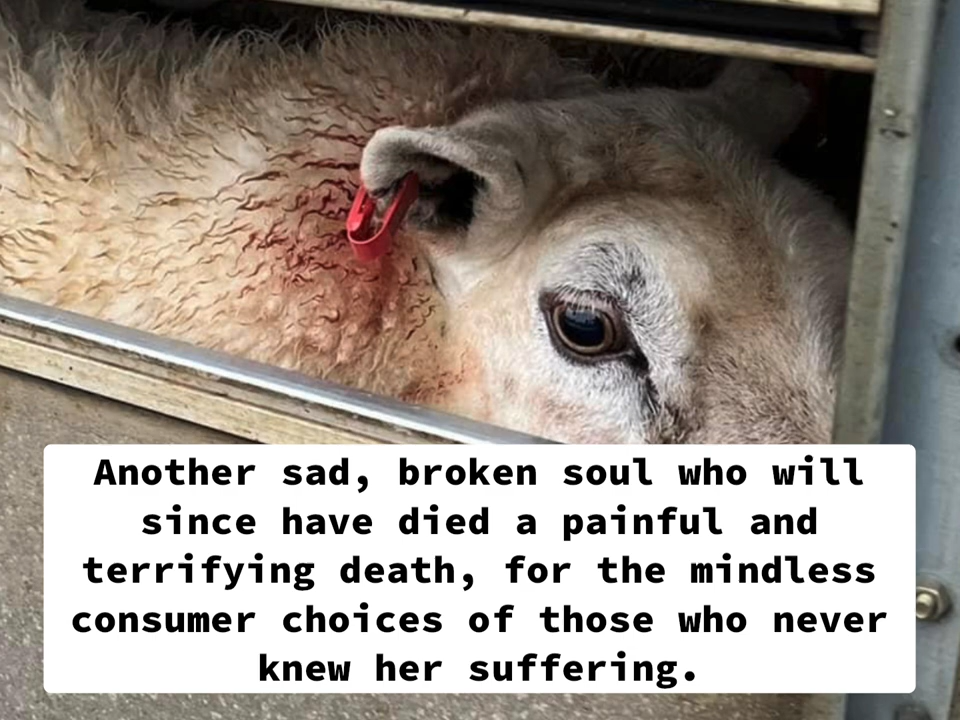 Another sad, broken soul who will
since have died a painful and
terrifying death, for the mindless
consumer choices of those who never
knew her suffering.